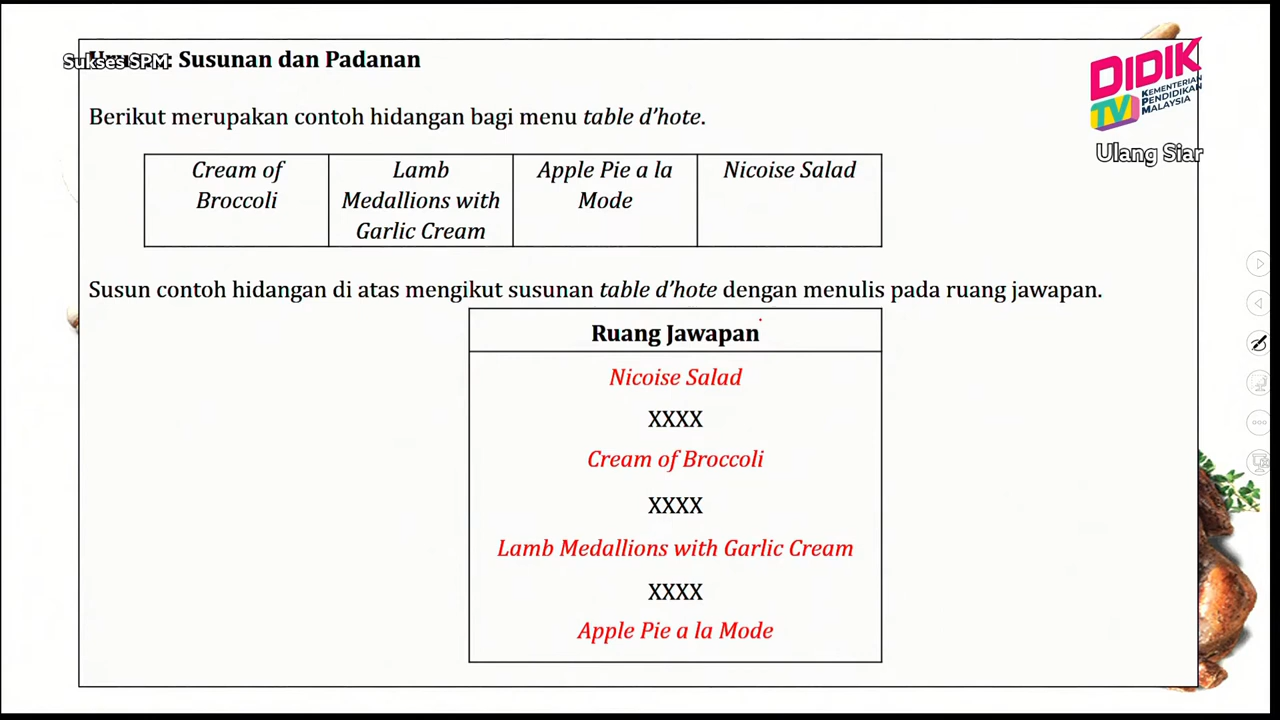 Sukses SPM
: Susunan dan Padanan
DIDIK
TV
KEMENTERIAN
PENDIDIKAN
MALAYSIA
Ulang Siar
Berikut merupakan contoh hidangan bagi menu table d’hote.
Cream of
Broccoli
Lamb
Medallions with
Garlic Cream
Apple Pie a la
Mode
Nicoise Salad
Susun contoh hidangan di atas mengikut susunan table d’hote dengan menulis pada ruang jawapan.
Ruang Jawapan
Nicoise Salad
XXXX
Cream of Broccoli
XXXX
Lamb Medallions with Garlic Cream
XXXX
Apple Pie a la Mode